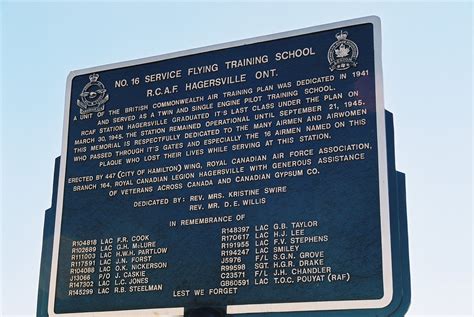 NO. 16 SERVICE FLYING TRAINING SCHOOL
R.C.A.F. HAGERSVILLE ONT.
A UNIT OF THE BRITISH COMMONWEALTH AIR TRAINING PLAN WAS DEDICATED IN 1941
AND SERVED AS A TWIN AND SINGLE ENGINE PILOT TRAINING SCHOOL.
RCAF STATION HAGERSVILLE GRADUATED IT'S LAST CLASS UNDER THE PLAN ON
MARCH 30, 1945. THE STATION REMAINED OPERATIONAL UNTIL SEPTEMBER 21, 1945.
THIS MEMORIAL IS RESPECTFULLY DEDICATED TO THE MANY AIRMEN AND AIRWOMEN
WHO PASSED THROUGH IT'S GATES AND ESPECIALLY THE 16 AIRMEN NAMED ON THIS
PLAQUE WHO LOST THEIR LIVES WHILE SERVING AT THIS STATION.
ERECTED BY 447 (CITY OF HAMILTON) WING, ROYAL CANADIAN AIR FORCE ASSOCIATION,
BRANCH 164, ROYAL CANADIAN LEGION HAGERSVILLE WITH GENEROUS ASSISTANCE
OF VETERANS ACROSS CANADA AND CANADIAN GYPSUM CO.
DEDICATED BY: REV. MRS. KRISTINE SWIRE
REV. MR. D.E. WILLIS
IN REMEMBRANCE OF
R104818 LAC F.R. COOK
R102689 LAC G.H. McLURE
R111003 LAC H.W.H. PARTLOW
R117791 LAC J.N. FORST
R104088 LAC O.K. NICKERSON
J13068 P/O J. CASKIE
R147302 LAC L.C. JONES
R145299 LAC R.B. STEELMAN
R148397 LAC G.B. TAYLOR
R170617 LAC H.J. LEE
R191955 LAC F.V. STEPHENS
R194247 LAC SMILEY
J5976 F/L S.G.N. GROVE
R99598 SGT. H.G.R. DRAKE
C23571 F/L J.H. CHANDLER
GB60591 LAC T.O.C. POUYAT (RAF)
LEST WE FORGET